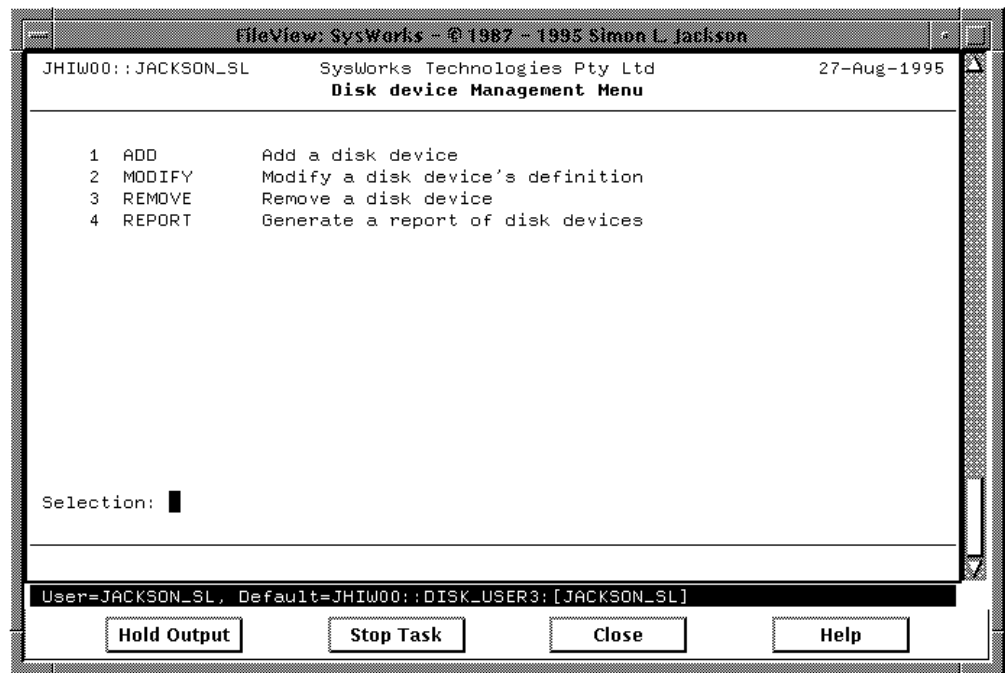 FileView: SysWorks - © 1987 - 1995 Simon L. Jackson
JHIW00::JACKSON_SL SysWorks Technologies Pty Ltd 27-Aug-1995
Disk device Management Menu
1 ADD Add a disk device
2 MODIFY Modify a disk device's definition
3 REMOVE Remove a disk device
4 REPORT Generate a report of disk devices
Selection:
User=JACKSON_SL, Default=JHIW00::DISK_USER3:[JACKSON_SL]
Hold Output Stop Task Close Help